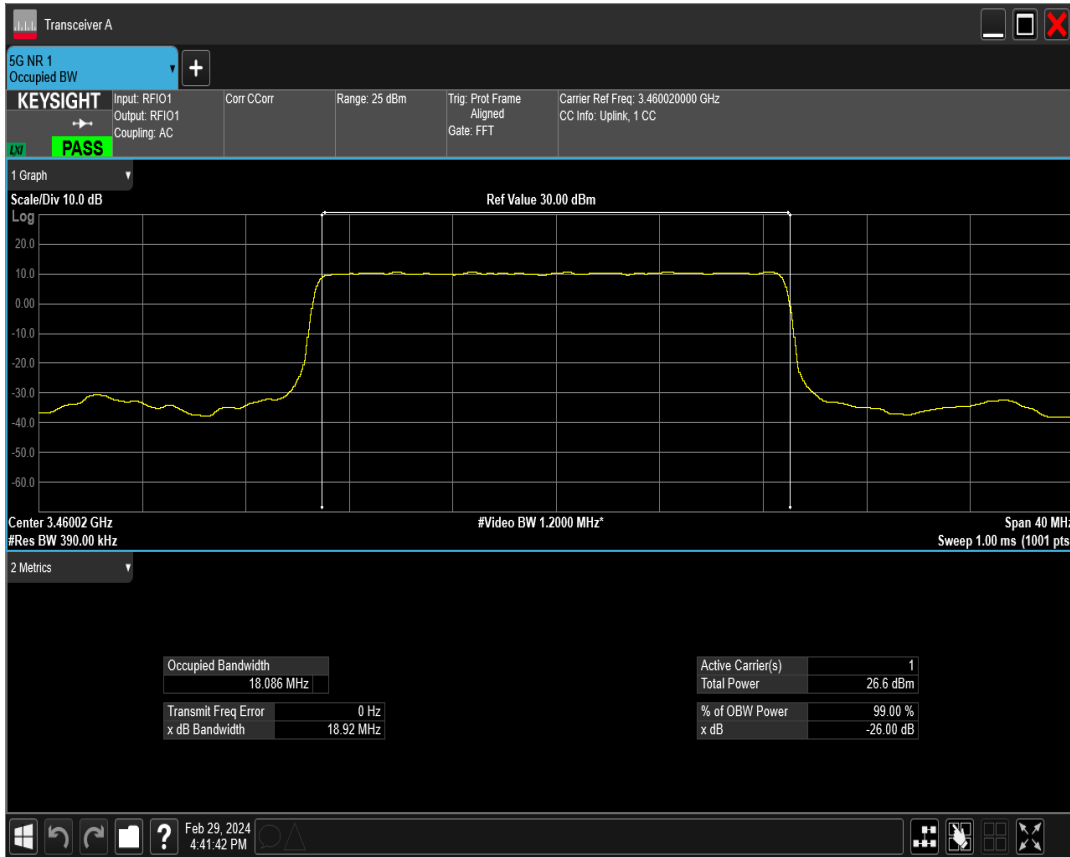 Transceiver A
5G NR 1
Occupied BW
KEYSIGHT
LXI
PASS
Input: RFIO1
Output: RFIO1
Coupling: AC
Corr CCorr
Range: 25 dBm
Trig: Prot Frame
Aligned
Gate: FFT
Carrier Ref Freq: 3.460020000 GHz
CC Info: Uplink, 1 CC
1 Graph
Scale/Div 10.0 dB
Ref Value 30.00 dBm
Log
20.0
10.0
0.00
-10.0
-20.0
-30.0
-40.0
-50.0
-60.0
Center 3.46002 GHz
#Video BW 1.2000 MHz*
Span 40 MHz
#Res BW 390.00 kHz
Sweep 1.00 ms (1001 pts
2 Metrics
Occupied Bandwidth
18.086 MHz
Transmit Freq Error 0 Hz
x dB Bandwidth 18.92 MHz
Active Carrier(s) 1
Total Power 26.6 dBm
% of OBW Power 99.00 %
x dB -26.00 dB
?
Feb 29, 2024
4:41:42 PM